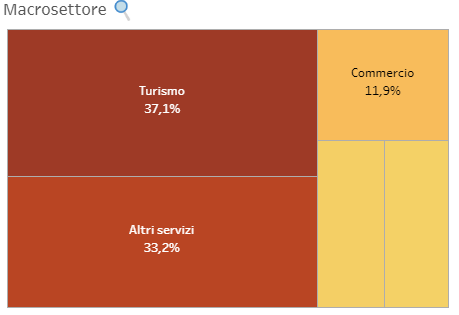 Macrosettore
Turismo
37,1%
Commercio
11,9%
Altri servizi
33,2%